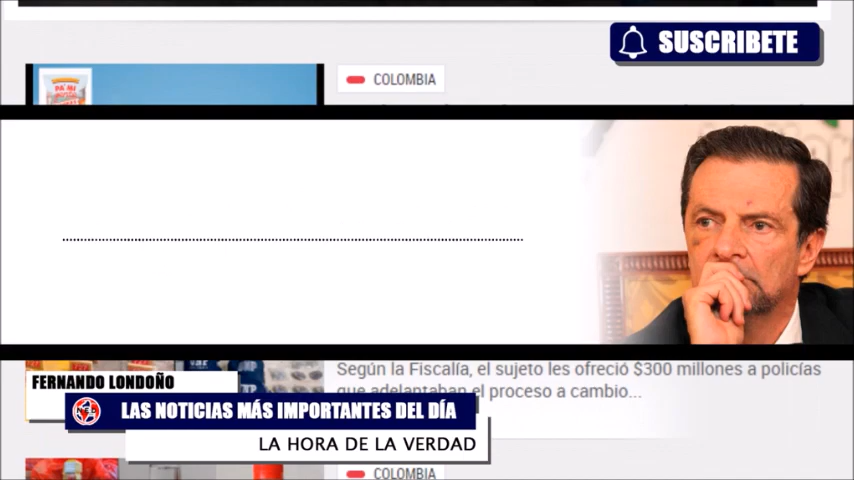 SUSCRIBETE
COLOMBIA
FERNANDO LONDOÑO
Según la Fiscalía, el sujeto les ofreció $300 millones a policías
que adelantaban el proceso a cambio...
LAS NOTICIAS MÁS IMPORTANTES DEL DÍA
LA HORA DE LA VERDAD
COLOMBIA